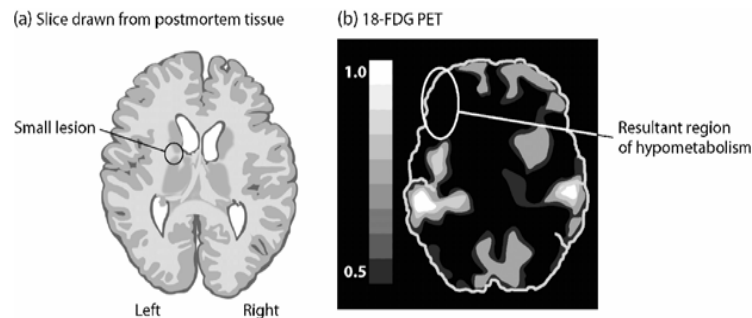 (a) Slice drawn from postmortem tissue
Small lesion
Left
Right
(b) 18-FDG PET
1.0
0.5
Resultant region
of hypometabolism